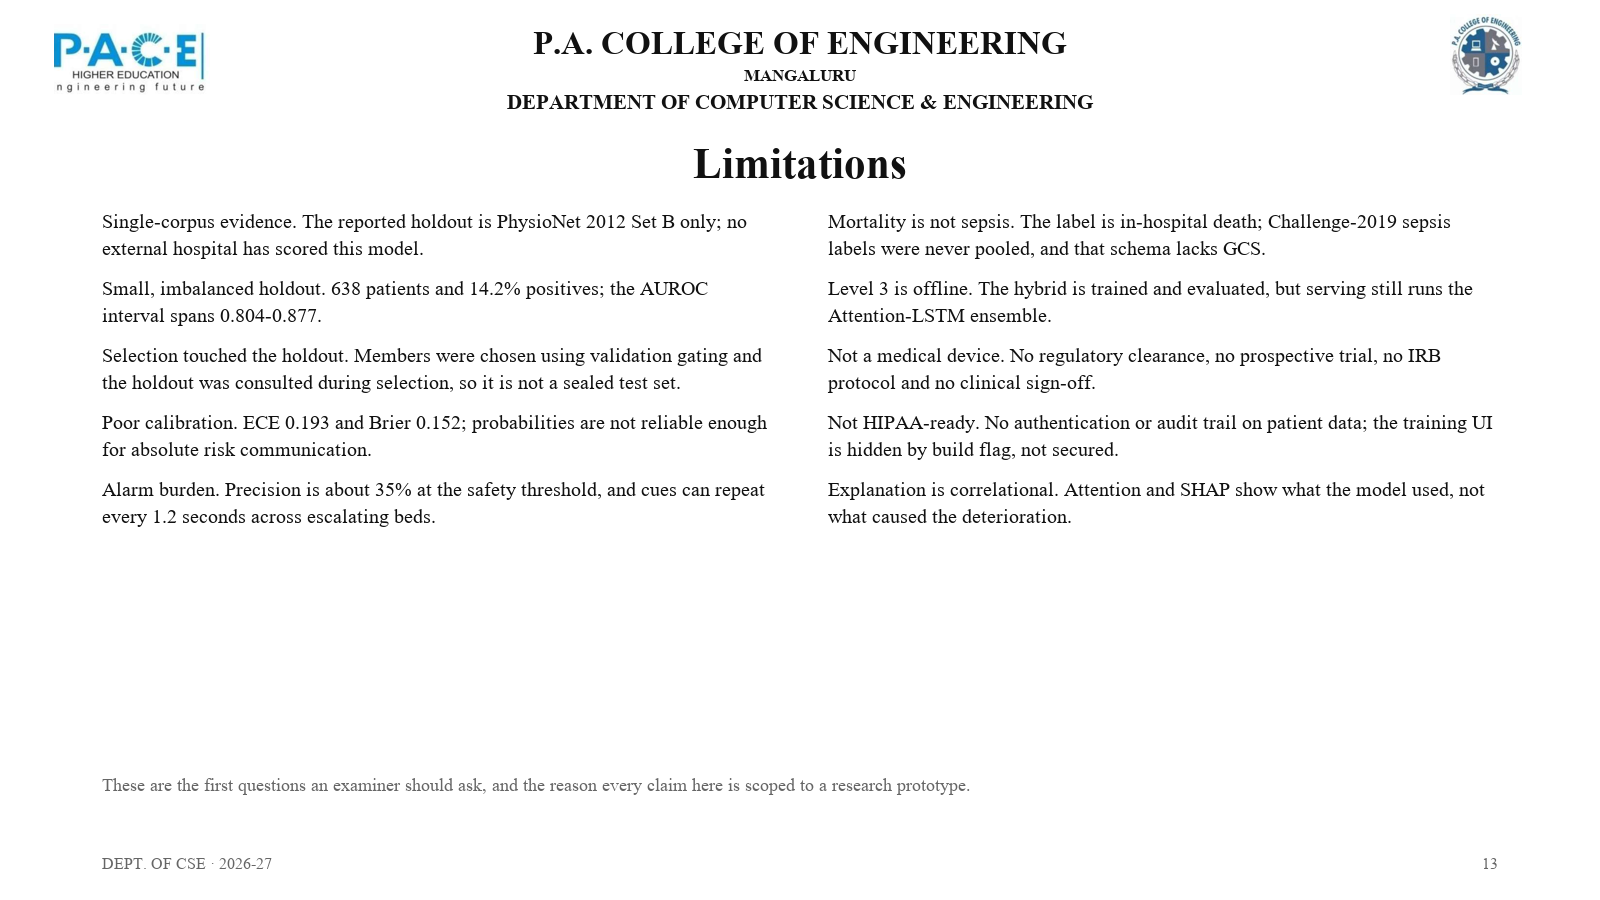 P·A·C·E
HIGHER EDUCATION
ngineering future
P.A. COLLEGE OF ENGINEERING
MANGALURU
DEPARTMENT OF COMPUTER SCIENCE & ENGINEERING
P.A. COLLEGE OF ENGINEERING
Limitations
Single-corpus evidence. The reported holdout is PhysioNet 2012 Set B only; no
external hospital has scored this model.
Small, imbalanced holdout. 638 patients and 14.2% positives; the AUROC
interval spans 0.804-0.877.
Selection touched the holdout. Members were chosen using validation gating and
the holdout was consulted during selection, so it is not a sealed test set.
Poor calibration. ECE 0.193 and Brier 0.152; probabilities are not reliable enough
for absolute risk communication.
Alarm burden. Precision is about 35% at the safety threshold, and cues can repeat
every 1.2 seconds across escalating beds.
Mortality is not sepsis. The label is in-hospital death; Challenge-2019 sepsis
labels were never pooled, and that schema lacks GCS.
Level 3 is offline. The hybrid is trained and evaluated, but serving still runs the
Attention-LSTM ensemble.
Not a medical device. No regulatory clearance, no prospective trial, no IRB
protocol and no clinical sign-off.
Not HIPAA-ready. No authentication or audit trail on patient data; the training UI
is hidden by build flag, not secured.
Explanation is correlational. Attention and SHAP show what the model used, not
what caused the deterioration.
These are the first questions an examiner should ask, and the reason every claim here is scoped to a research prototype.
DEPT. OF CSE · 2026-27
13